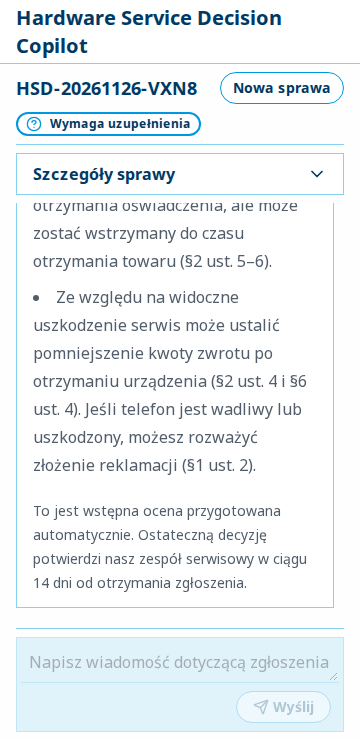 Hardware Service Decision
Copilot
HSD-20261126-VXN8
Nowa sprawa
Wymaga uzupełnienia
Szczegóły sprawy
otrzymania oświadczenia, ale może
zostać wstrzymany do czasu
otrzymania towaru (§2 ust. 5–6).
• Ze względu na widoczne
uszkodzenie serwis może ustalić
pomniejszenie kwoty zwrotu po
otrzymaniu urządzenia (§2 ust. 4 i §6
ust. 4). Jeśli telefon jest wadliwy lub
uszkodzony, możesz rozważyć
złożenie reklamacji (§1 ust. 2).
To jest wstępna ocena przygotowana
automatycznie. Ostateczną decyzję
potwierdzi nasz zespół serwisowy w ciągu
14 dni od otrzymania zgłoszenia.
Napisz wiadomość dotyczącą zgłoszenia
Wyślij